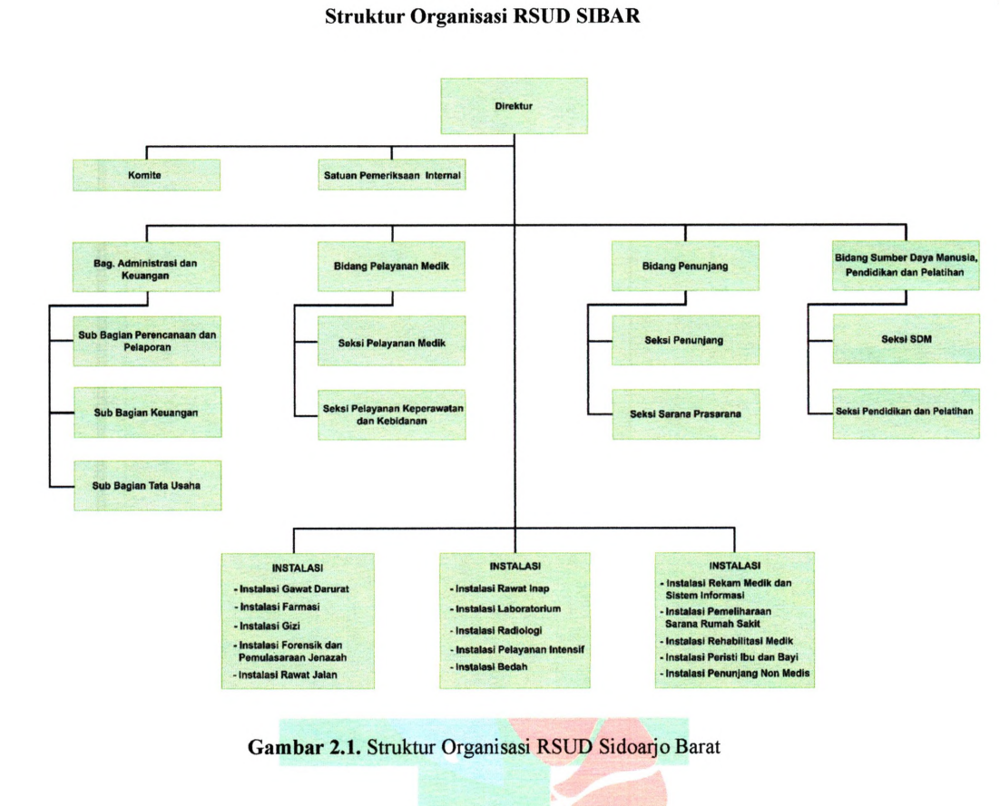 Struktur Organisasi RSUD SIBAR
Direktur
Komite
Satuan Pemeriksaan Internal
Bag. Administrasi dan
Keuangan
Bidang Pelayanan Medik
Bidang Penunjang
Bidang Sumber Daya Manusia,
Pendidikan dan Pelatihan
Sub Bagian Perencanaan dan
Pelaporan
Seksi Pelayanan Medik
Seksi Penunjang
Seksi SDM
Sub Bagian Keuangan
Seksi Pelayanan Keperawatan
dan Kebidanan
Seksi Sarana Prasarana
Seksi Pendidikan dan Pelatihan
Sub Bagian Tata Usaha
INSTALASI
- Instalasi Gawat Darurat
- Instalasi Farmasi
- Instalasi Gizi
- Instalasi Forensik dan
Pemulasaraan Jenazah
- Instalasi Rawat Jalan
INSTALASI
- Instalasi Rawat Inap
- Instalasi Laboratorium
- Instalasi Radiologi
- Instalasi Pelayanan Intensif
- Instalasi Bedah
INSTALASI
- Instalasi Rekam Medik dan
Sistem Informasi
- Instalasi Pemeliharaan
Sarana Rumah Sakit
- Instalasi Rehabilitasi Medik
- Instalasi Peristi Ibu dan Bayi
- Instalasi Penunjang Non Medis
Gambar 2.1. Struktur Organisasi RSUD Sidoarjo Barat